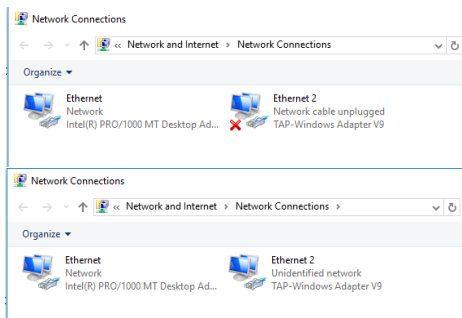 Network Connections
« Network and Internet > Network Connections
Organize
Ethernet
Network
Intel(R) PRO/1000 MT Desktop Ad...
Ethernet 2
Network cable unplugged
TAP-Windows Adapter V9
Network Connections
« Network and Internet > Network Connections >
Organize
Ethernet
Network
Intel(R) PRO/1000 MT Desktop Ad...
Ethernet 2
Unidentified network
TAP-Windows Adapter V9